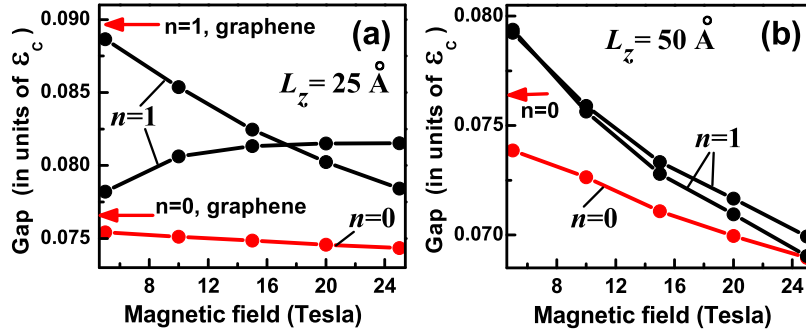 0.090
0.085
0.080
0.075
Gap (in units of ε_c)
n=1, graphene
(a)
L_z = 25 Å
n=1
n=0, graphene
n=0
8 12 16 20 24
Magnetic field (Tesla)
0.080
0.075
0.070
Gap (in units of ε_c)
(b)
L_z = 50 Å
n=0
n=1
n=0
8 12 16 20 24
Magnetic field (Tesla)